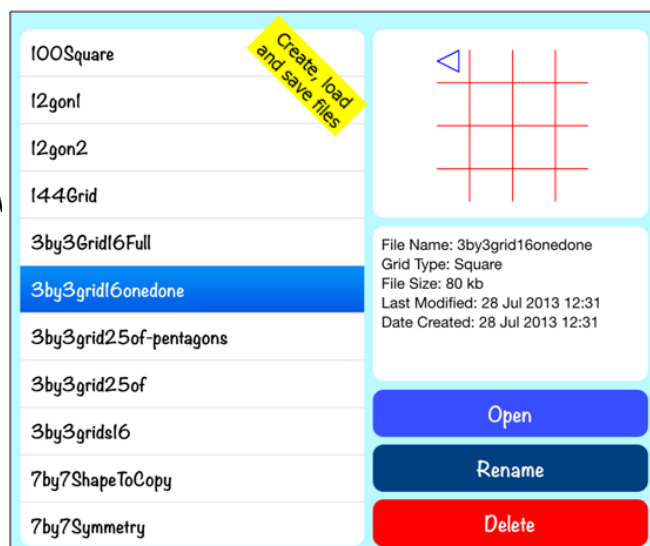 100Square
12gon1
12gon2
144Grid
3by3Grid16Full
3by3grid16onedone
3by3grid25of-pentagons
3by3grid25of
3by3grids16
7by7ShapeToCopy
7by7Symmetry
Create, load
and save files
File Name: 3by3grid16onedone
Grid Type: Square
File Size: 80 kb
Last Modified: 28 Jul 2013 12:31
Date Created: 28 Jul 2013 12:31
Open
Rename
Delete